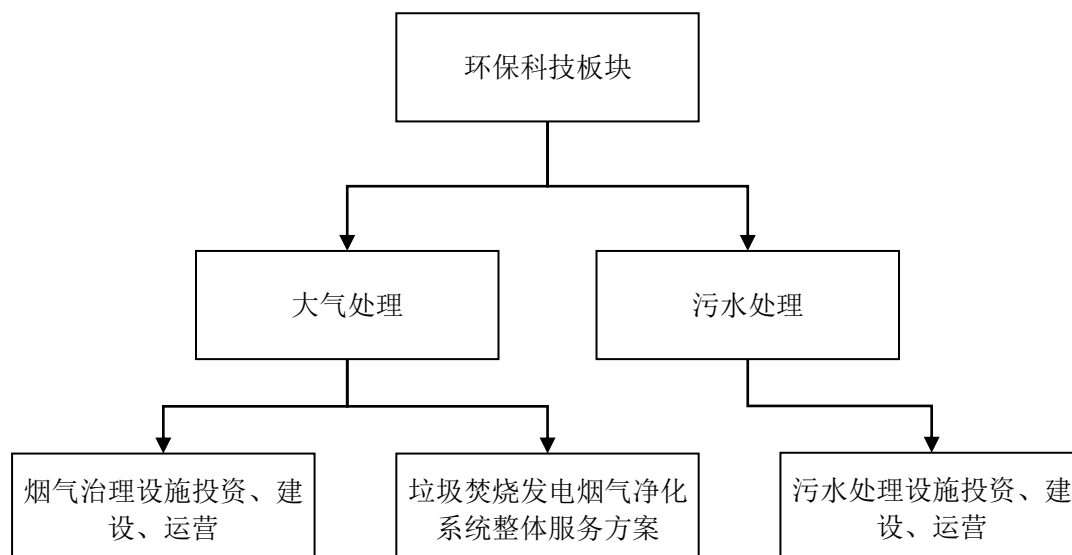 环保科技板块
大气处理
污水处理
烟气治理设施投资、建
设、运营
垃圾焚烧发电烟气净化
系统整体服务方案
污水处理设施投资、建
设、运营